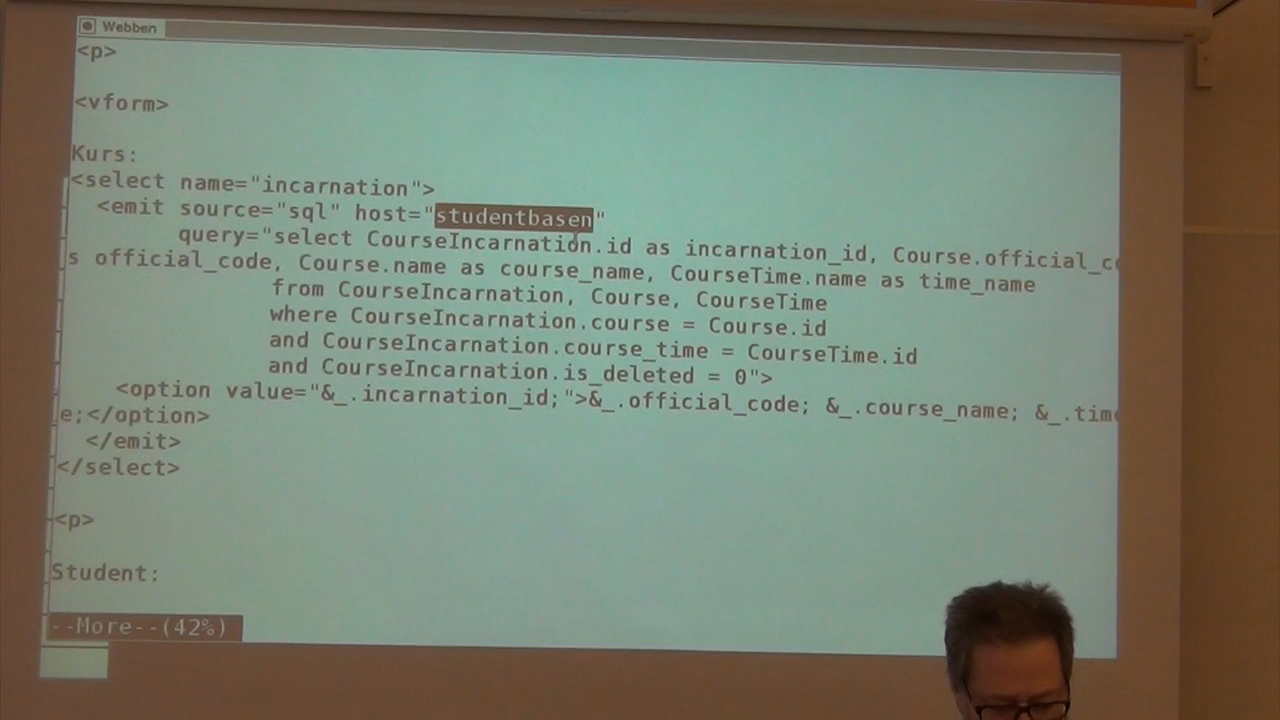 Webben
<p>
<vform>
Kurs:
<select name="incarnation">
<emit source="sql" host="studentbasen"
query="select CourseIncarnation.id as incarnation_id, Course.official_c
s official_code, Course.name as course_name, CourseTime.name as time_name
from CourseIncarnation, Course, CourseTime
where CourseIncarnation.course = Course.id
and CourseIncarnation.course_time = CourseTime.id
and CourseIncarnation.is_deleted = 0">
<option value="&_.incarnation_id;">&_.official_code; &_.course_name; &_.tim
e;</option>
</emit>
</select>
<p>
Student:
--More--(42%)